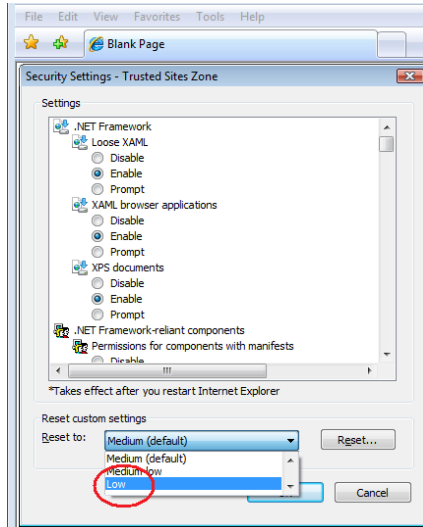 File Edit View Favorites Tools Help
Blank Page
Security Settings - Trusted Sites Zone
Settings
.NET Framework
Loose XAML
Disable
Enable
Prompt
XAML browser applications
Disable
Enable
Prompt
XPS documents
Disable
Enable
Prompt
.NET Framework-reliant components
Permissions for components with manifests
Disable
*Takes effect after you restart Internet Explorer
Reset custom settings
Reset to: Medium (default) Reset...
Medium (default)
Medium low
Low
Cancel